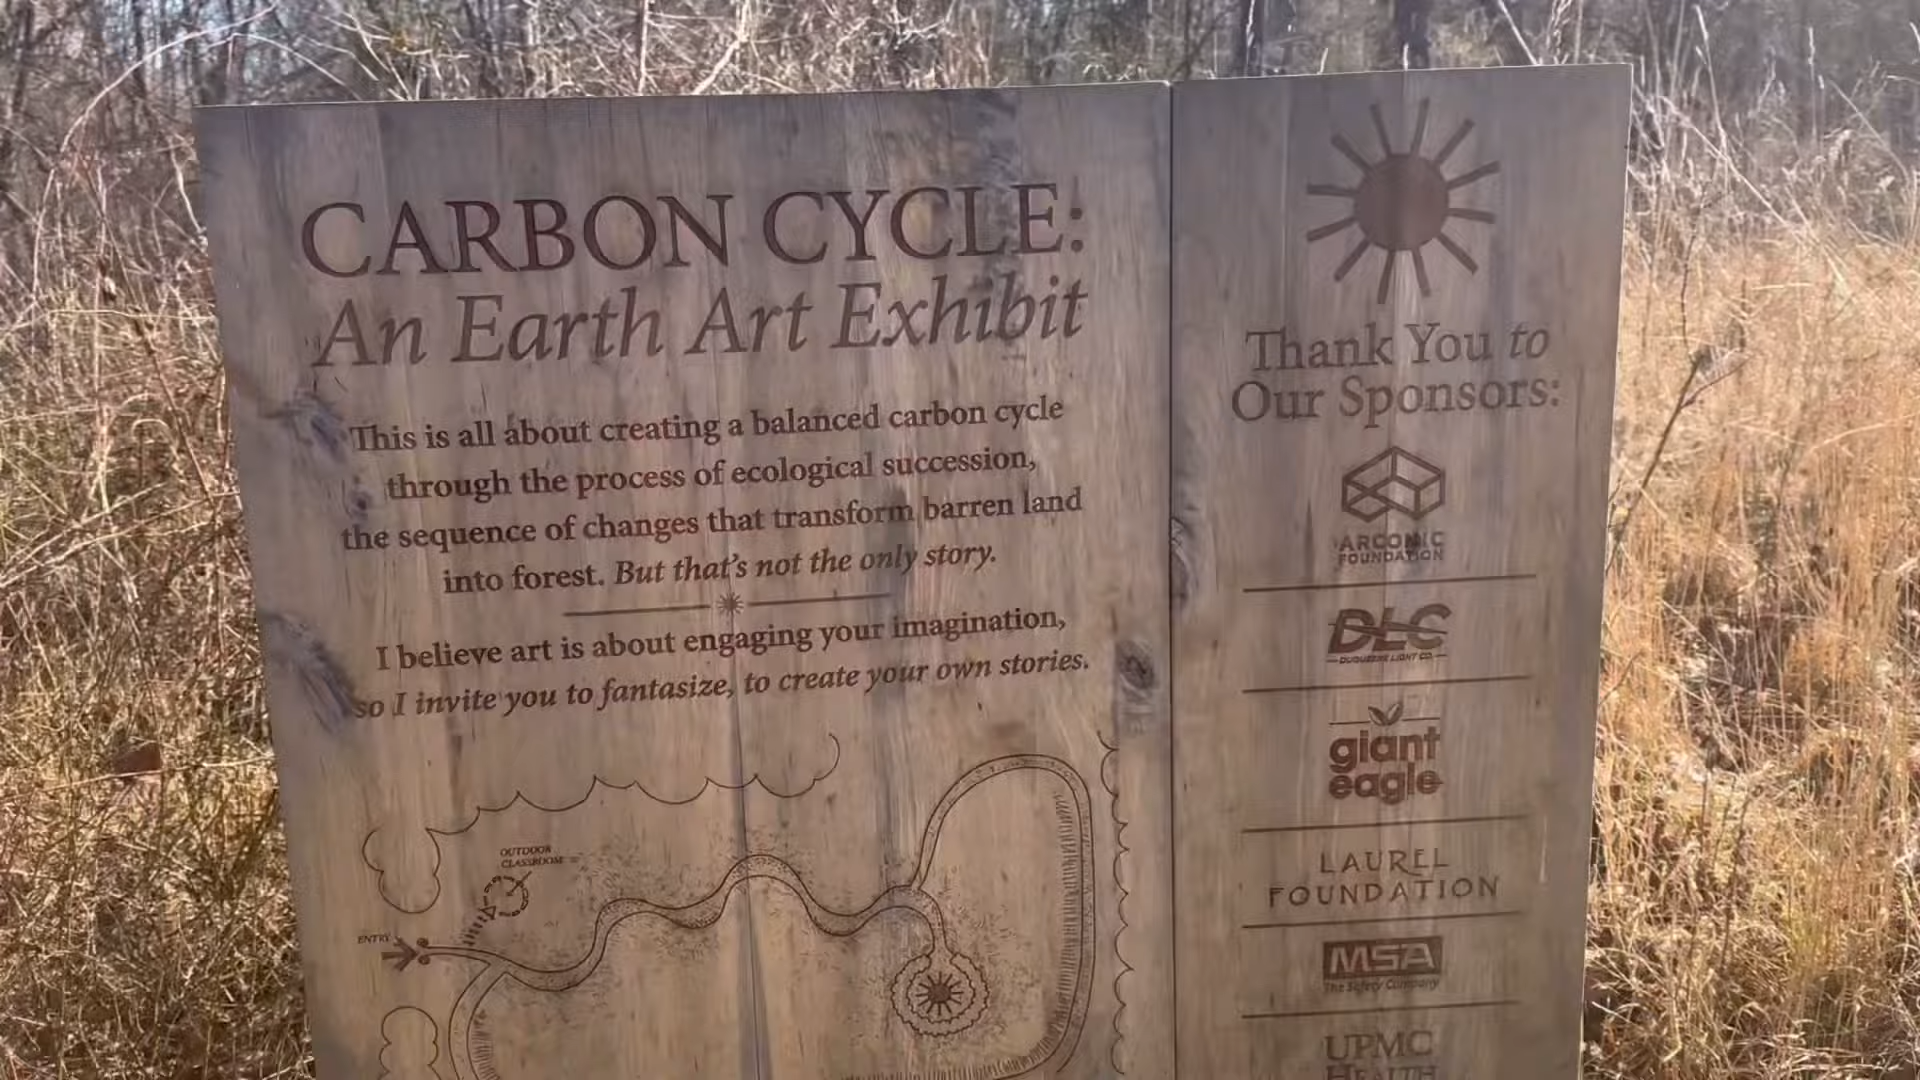 CARBON CYCLE:
An Earth Art Exhibit
This is all about creating a balanced carbon cycle
through the process of ecological succession,
the sequence of changes that transform barren land
into forest. But that's not the only story.
I believe art is about engaging your imagination,
so I invite you to fantasize, to create your own stories.
OUTDOOR
CLASSROOM
ENTRY
Thank You to
Our Sponsors:
ARCONIC
FOUNDATION
DLC
DUQUESNE LIGHT CO.
giant
eagle
LAUREL
FOUNDATION
MSA
The Safety Company
UPMC
HEALTH